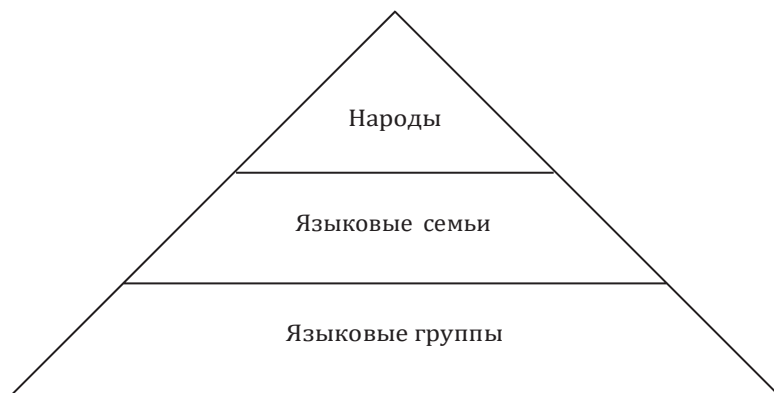 Народы
Языковые семьи
Языковые группы